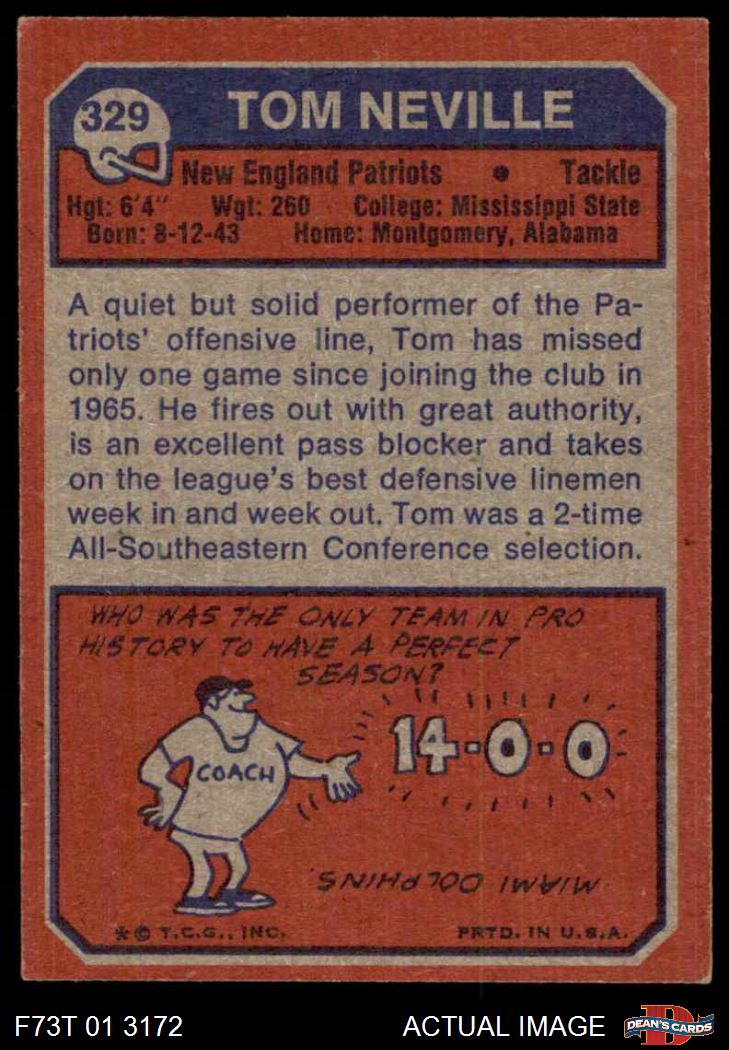 329
TOM NEVILLE
New England Patriots • Tackle
Hgt: 6'4" Wgt: 260 College: Mississippi State
Born: 8-12-43 Home: Montgomery, Alabama
A quiet but solid performer of the Pa-
triots' offensive line, Tom has missed
only one game since joining the club in
1965. He fires out with great authority,
is an excellent pass blocker and takes
on the league's best defensive linemen
week in and week out. Tom was a 2-time
All-Southeastern Conference selection.
WHO WAS THE ONLY TEAM IN PRO
HISTORY TO HAVE A PERFECT
SEASON?
14-0-0
COACH
MIAMI DOLPHINS.
*© T.C.G., INC. PRTD. IN U.S.A.
F73T 01 3172 ACTUAL IMAGE
D
DEAN'S CARDS